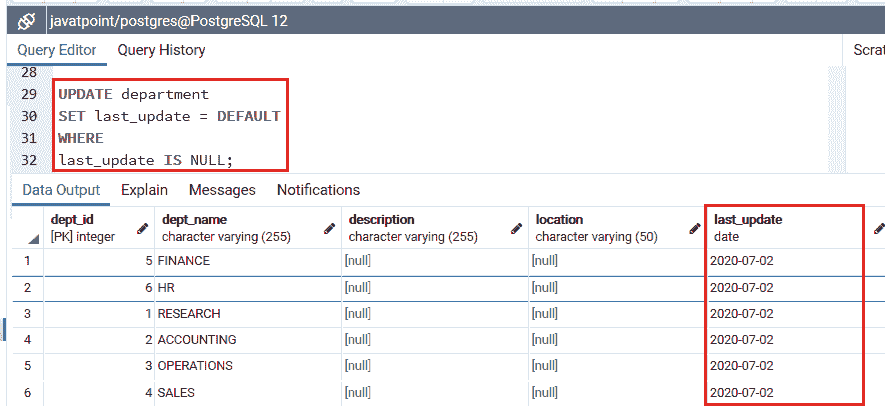 javatpoint/postgres@PostgreSQL 12
Query Editor Query History Scrat
28
29 UPDATE department
30 SET last_update = DEFAULT
31 WHERE
32 last_update IS NULL;
Data Output Explain Messages Notifications
dept_id dept_name description location last_update
[PK] integer character varying (255) character varying (255) character varying (50) date
1 5 FINANCE [null] [null] 2020-07-02
2 6 HR [null] [null] 2020-07-02
3 1 RESEARCH [null] [null] 2020-07-02
4 2 ACCOUNTING [null] [null] 2020-07-02
5 3 OPERATIONS [null] [null] 2020-07-02
6 4 SALES [null] [null] 2020-07-02